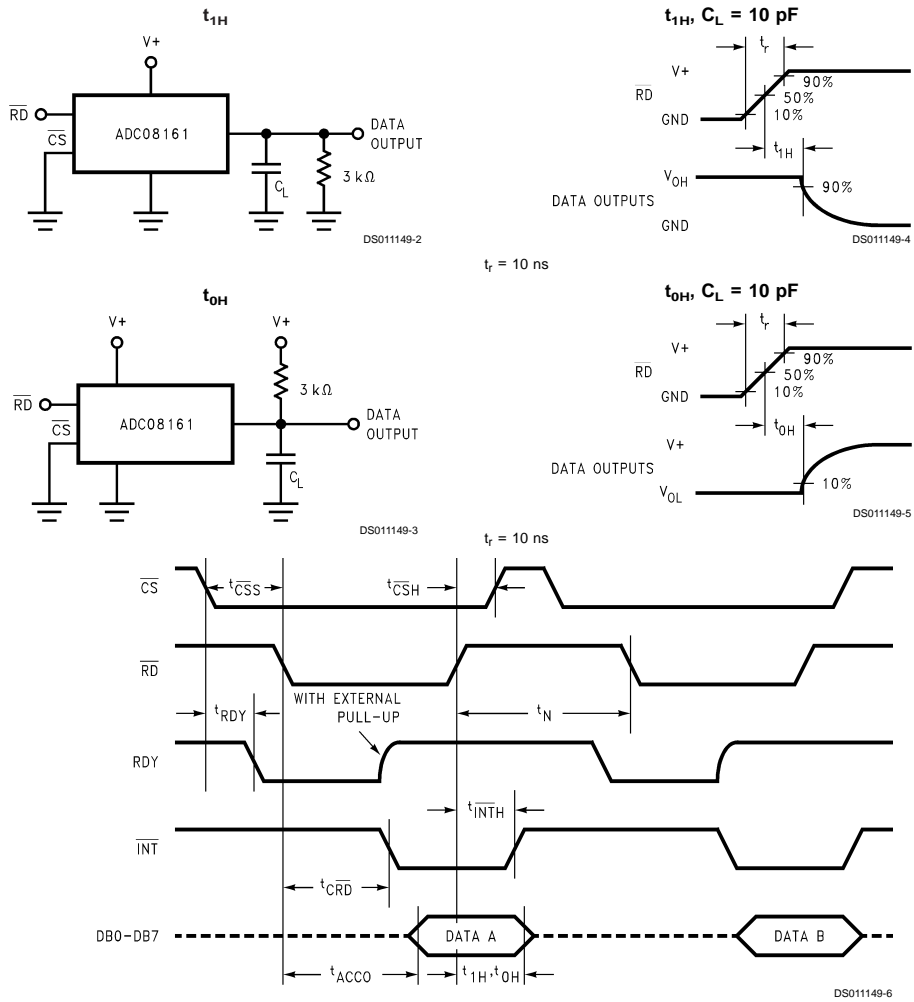 t1H
V+
RD
CS
ADC08161
DATA
OUTPUT
CL
3 kΩ
DS011149-2
t1H, CL = 10 pF
tr
V+
RD
GND
90%
50%
10%
t1H
VOH
DATA OUTPUTS
GND
90%
DS011149-4
tr = 10 ns
t0H
V+
V+
3 kΩ
RD
CS
ADC08161
DATA
OUTPUT
CL
DS011149-3
t0H, CL = 10 pF
tr
V+
RD
GND
90%
50%
10%
t0H
V+
DATA OUTPUTS
VOL
10%
DS011149-5
tr = 10 ns
CS
tCSS
tCSH
RD
WITH EXTERNAL
PULL-UP
tRDY
tN
RDY
tINTH
INT
tCRD
DB0-DB7
DATA A
DATA B
tACC0
t1H, t0H
DS011149-6